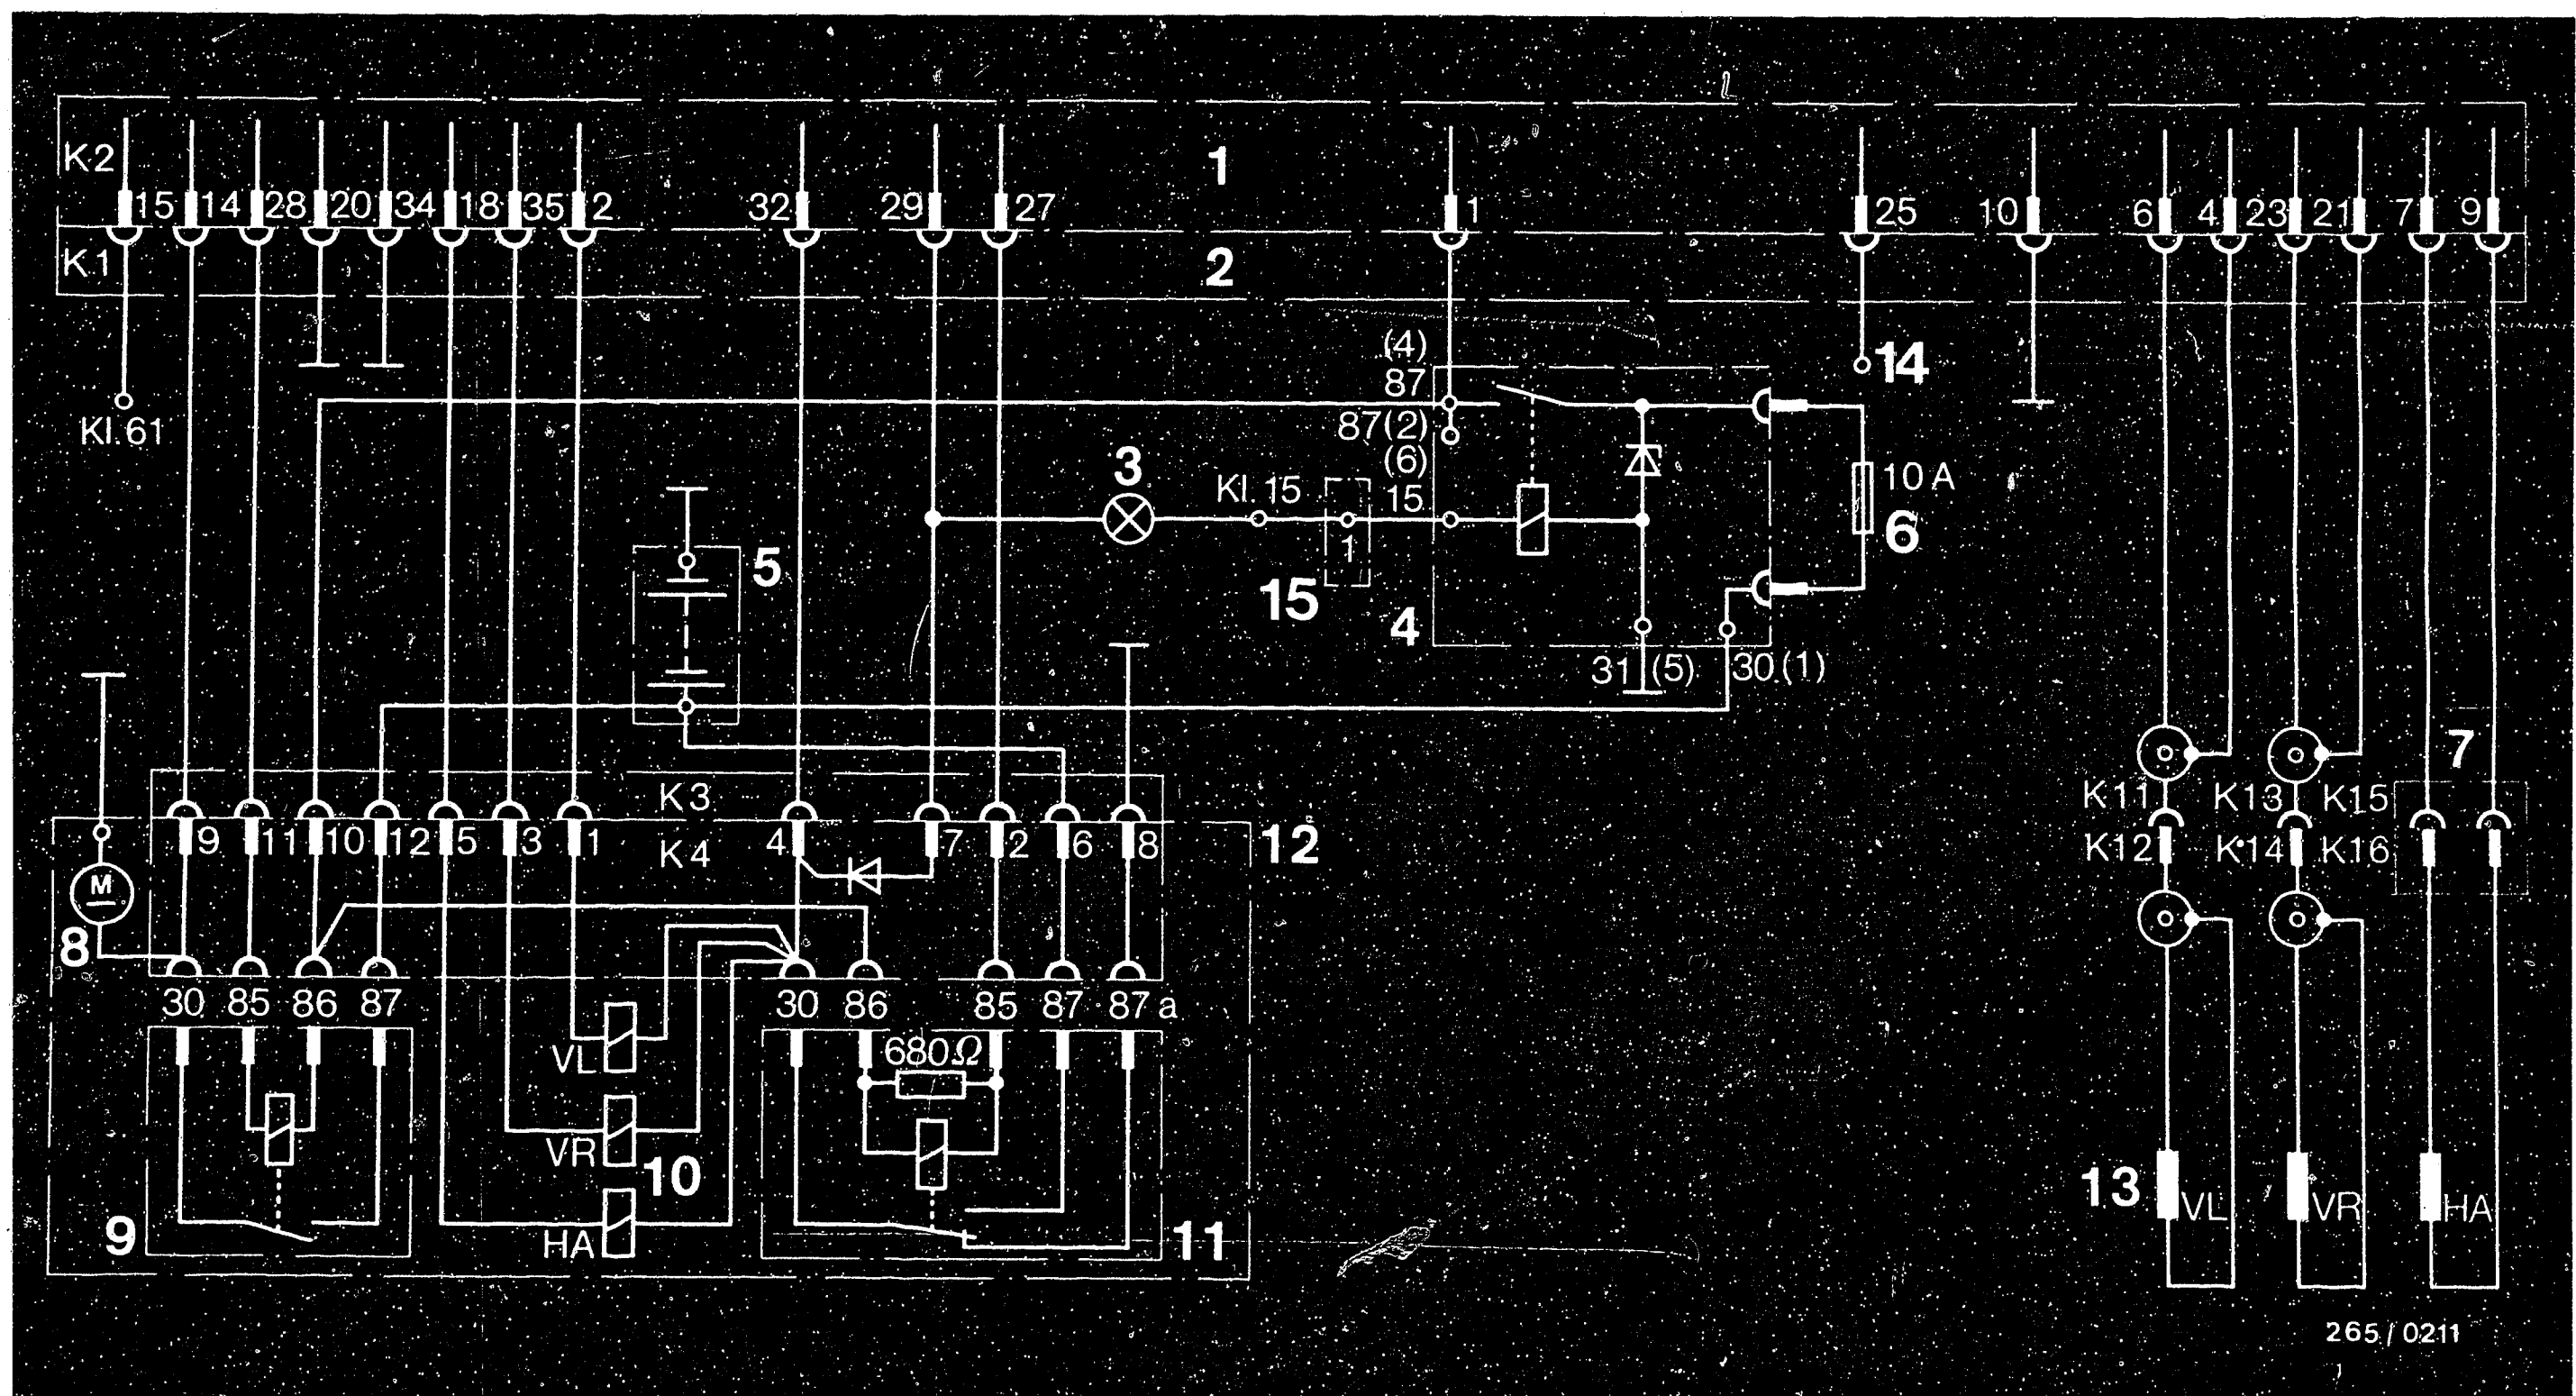 1
K2
15 14 28 20 34 18 35 2 32 29 27 1 25 10 6 4 23 21 7 9
K1
2
(4)
14
87
Kl.61
87(2)
(6)
3
Kl.15
15
10 A
1
6
5
15
4
31 (5)
30 (1)
7
K3
K11
K13
K15
9 11 10 12 5 3 1
K4
4 7 2 6 8
12
K12
K14
K16
M
8
30 85 86 87
30 86 85 87 87a
VL
680Ω
VR
10
13
VL
VR
HA
9
HA
11
265/0211